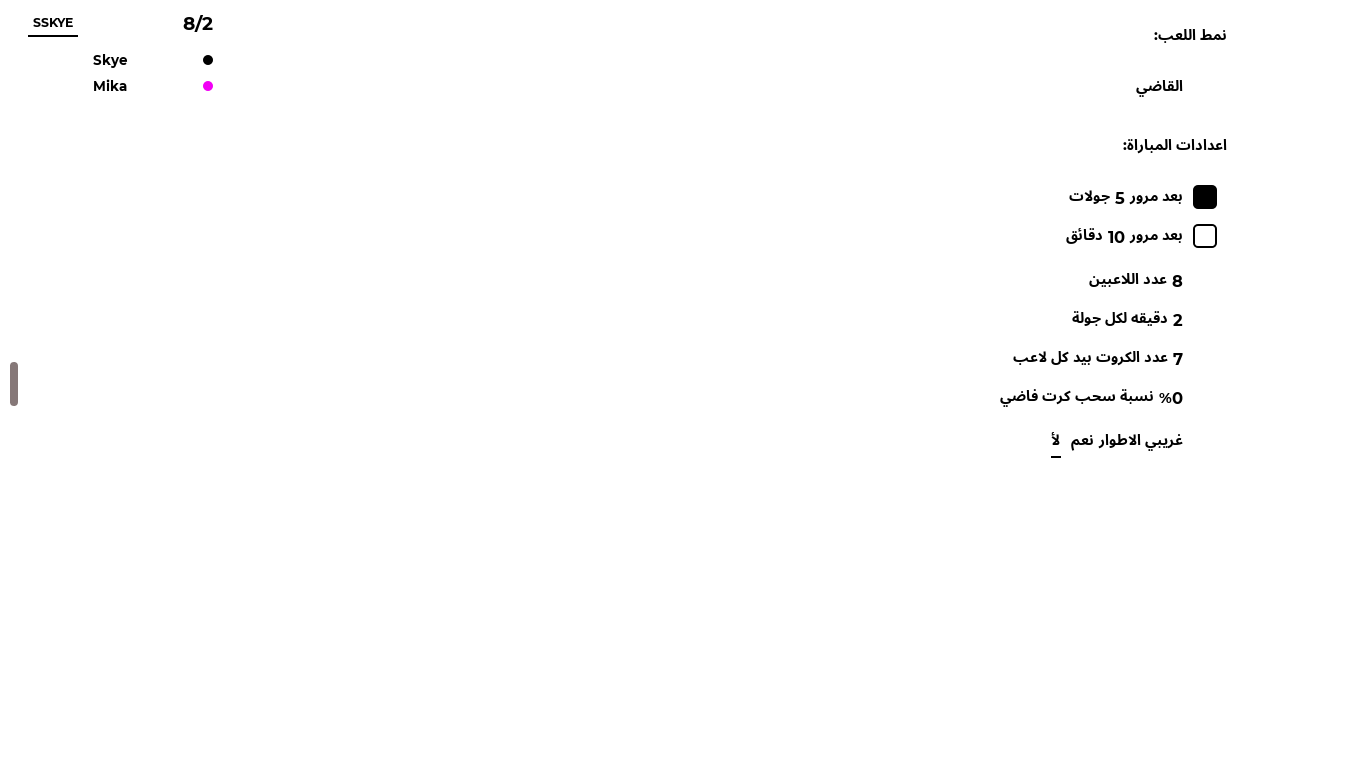 SSKYE
8/2
Skye
Mika
نمط اللعب:
القاضي
اعدادات المباراة:
بعد مرور 5 جولات
بعد مرور 10 دقائق
8 عدد اللاعبين
2 دقيقه لكل جولة
7 عدد الكروت بيد كل لاعب
0% نسبة سحب كرت فاضي
غريبي الاطوار نعم لأ